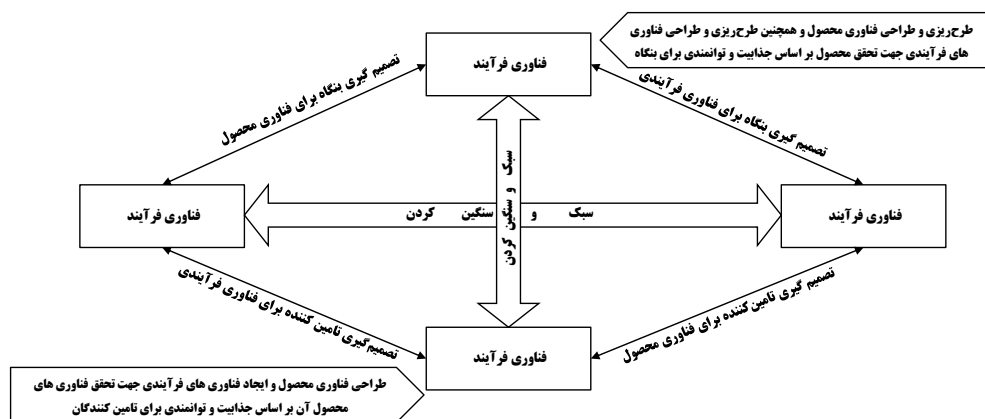 طرح‌ریزی و طراحی فناوری محصول و همچنین طرح‌ریزی و طراحی فناوری
های فرآیندی جهت تحقق محصول بر اساس جذابیت و توانمندی برای بنگاه
فناوری فرآیند
تصمیم گیری بنگاه برای فناوری فرآیندی
تصمیم گیری بنگاه برای فناوری محصول
فناوری فرآیند
سبک و سنگین کردن
سبک و سنگین کردن
فناوری فرآیند
تصمیم گیری تامین‌کننده برای فناوری محصول
تصمیم‌گیری تامین کننده برای فناوری فرآیندی
فناوری فرآیند
طراحی فناوری محصول و ایجاد فناوری های فرآیندی جهت تحقق فناوری های
محصول آن بر اساس جذابیت و توانمندی برای تامین کنندگان